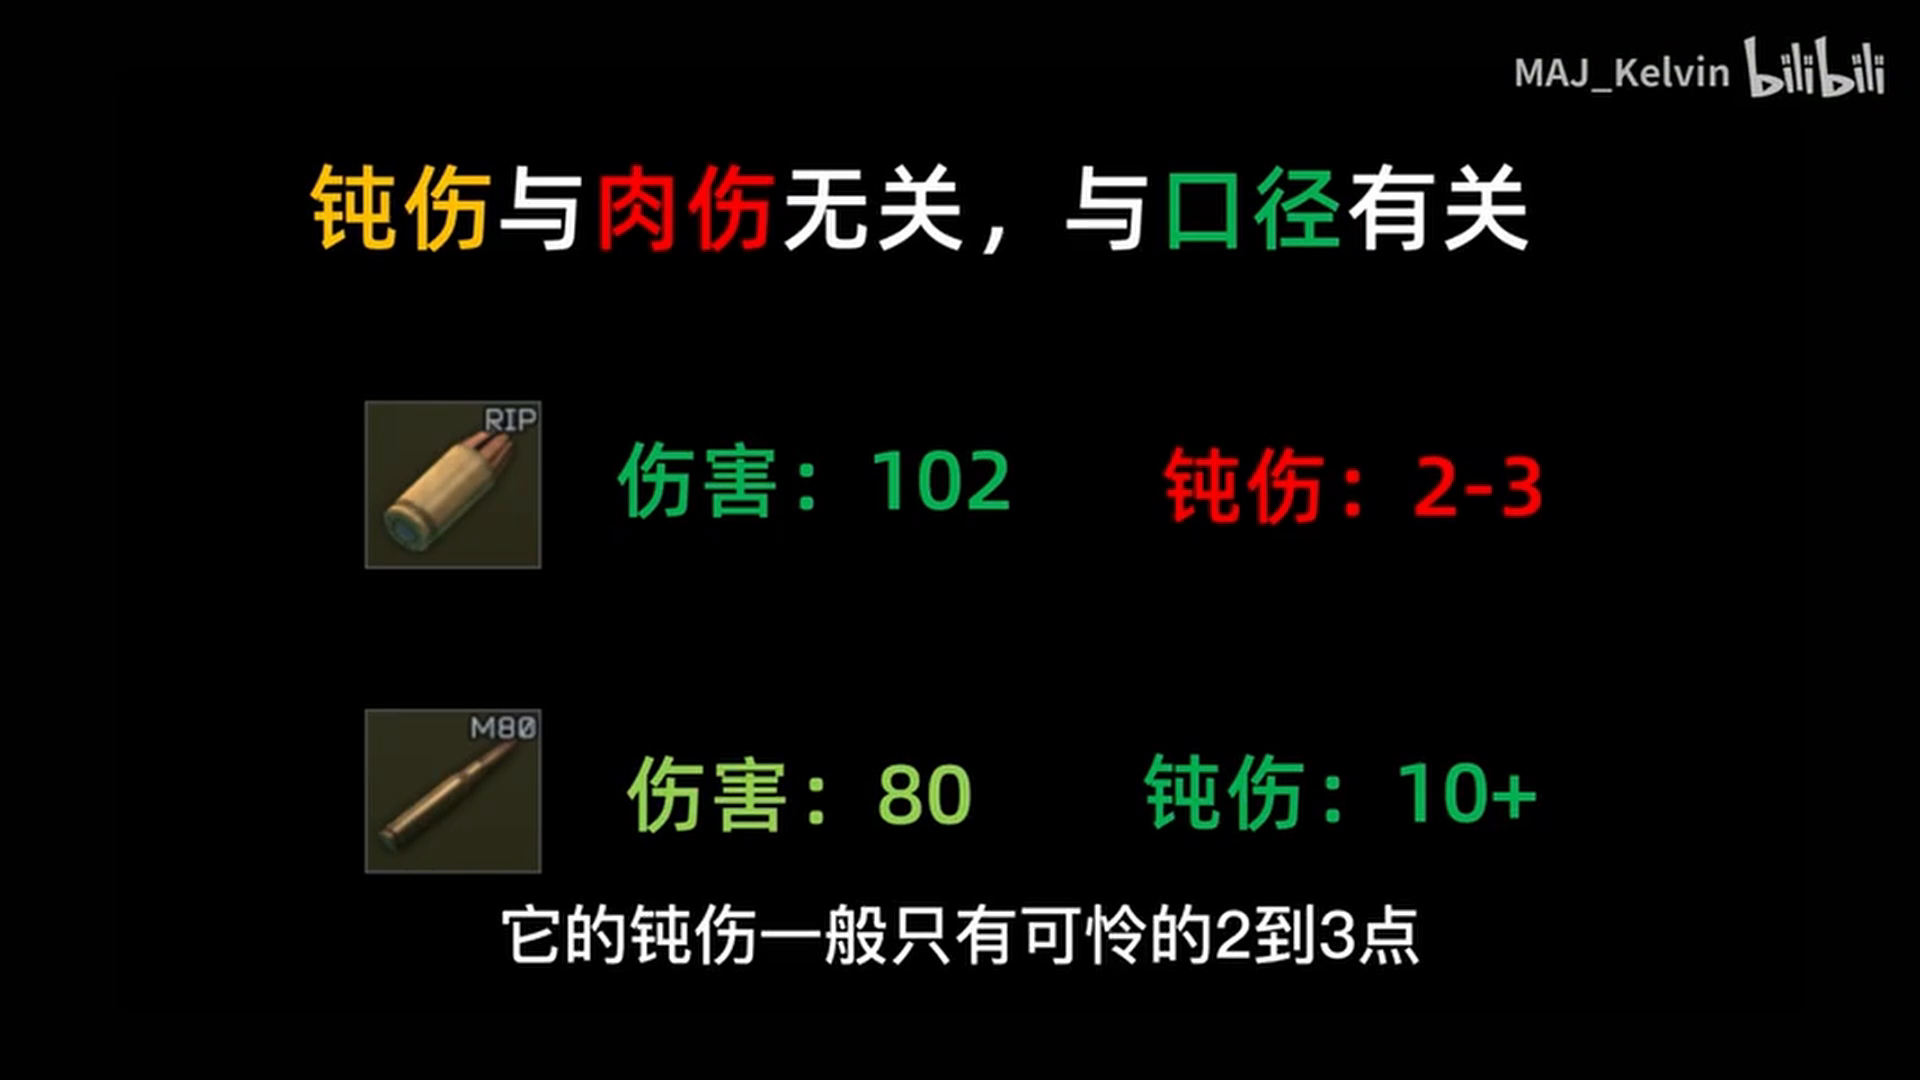 MAJ_Kelvin bilibili
钝伤与肉伤无关，与口径有关
RIP
伤害：102
钝伤：2-3
M80
伤害：80
钝伤：10+
它的钝伤一般只有可怜的2到3点